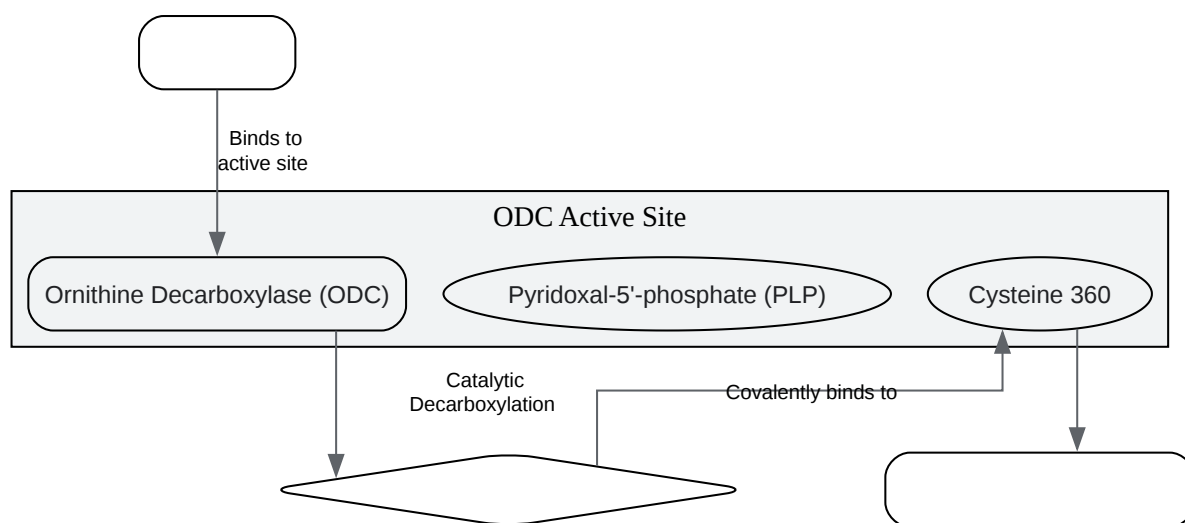 Binds to
active site
ODC Active Site
Ornithine Decarboxylase (ODC)
Pyridoxal-5'-phosphate (PLP)
Cysteine 360
Catalytic
Decarboxylation
Covalently binds to